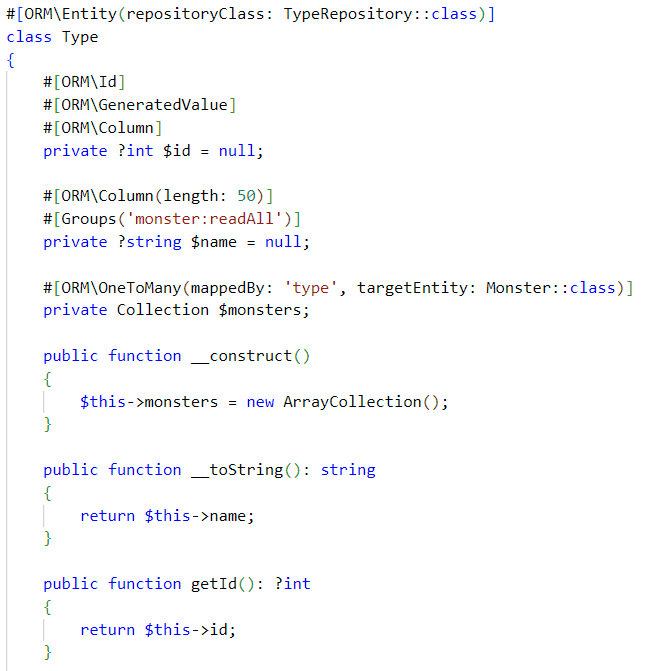 #[ORM\Entity(repositoryClass: TypeRepository::class)]
class Type
{
    #[ORM\Id]
    #[ORM\GeneratedValue]
    #[ORM\Column]
    private ?int $id = null;

    #[ORM\Column(length: 50)]
    #[Groups('monster:readAll')]
    private ?string $name = null;

    #[ORM\OneToMany(mappedBy: 'type', targetEntity: Monster::class)]
    private Collection $monsters;

    public function __construct()
    {
        $this->monsters = new ArrayCollection();
    }

    public function __toString(): string
    {
        return $this->name;
    }

    public function getId(): ?int
    {
        return $this->id;
    }